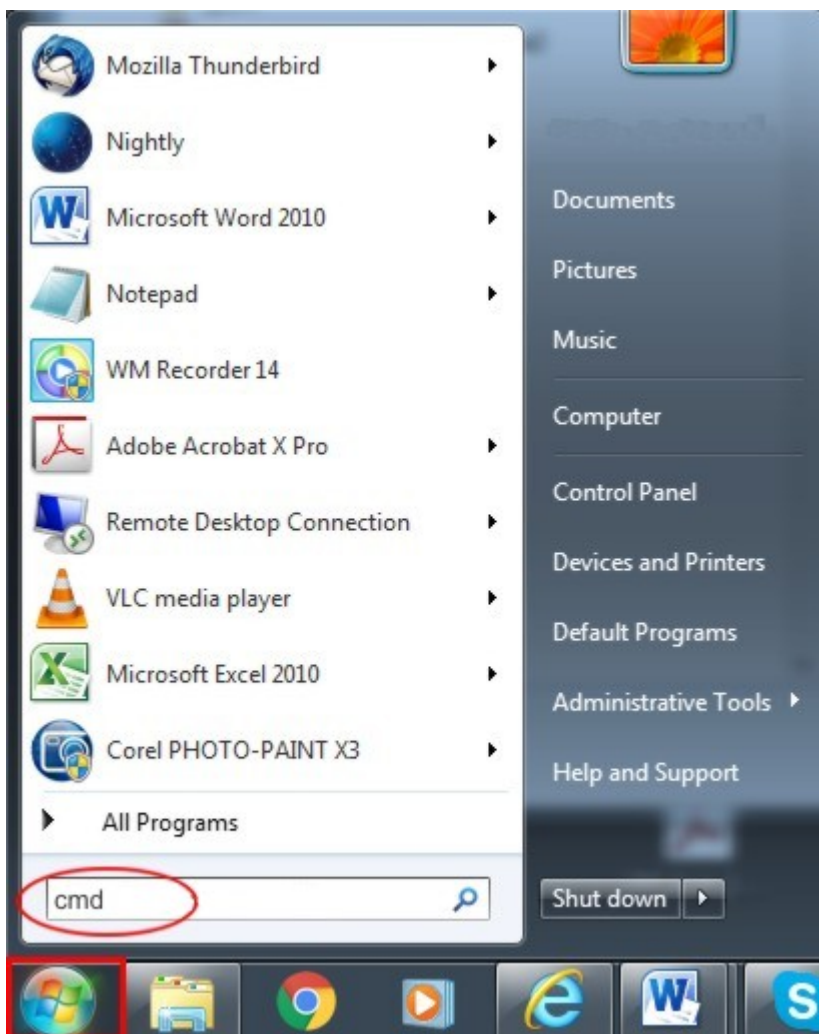 Mozilla Thunderbird
Nightly
Microsoft Word 2010
Notepad
WM Recorder 14
Adobe Acrobat X Pro
Remote Desktop Connection
VLC media player
Microsoft Excel 2010
Corel PHOTO-PAINT X3
All Programs
cmd
Documents
Pictures
Music
Computer
Control Panel
Devices and Printers
Default Programs
Administrative Tools
Help and Support
Shut down